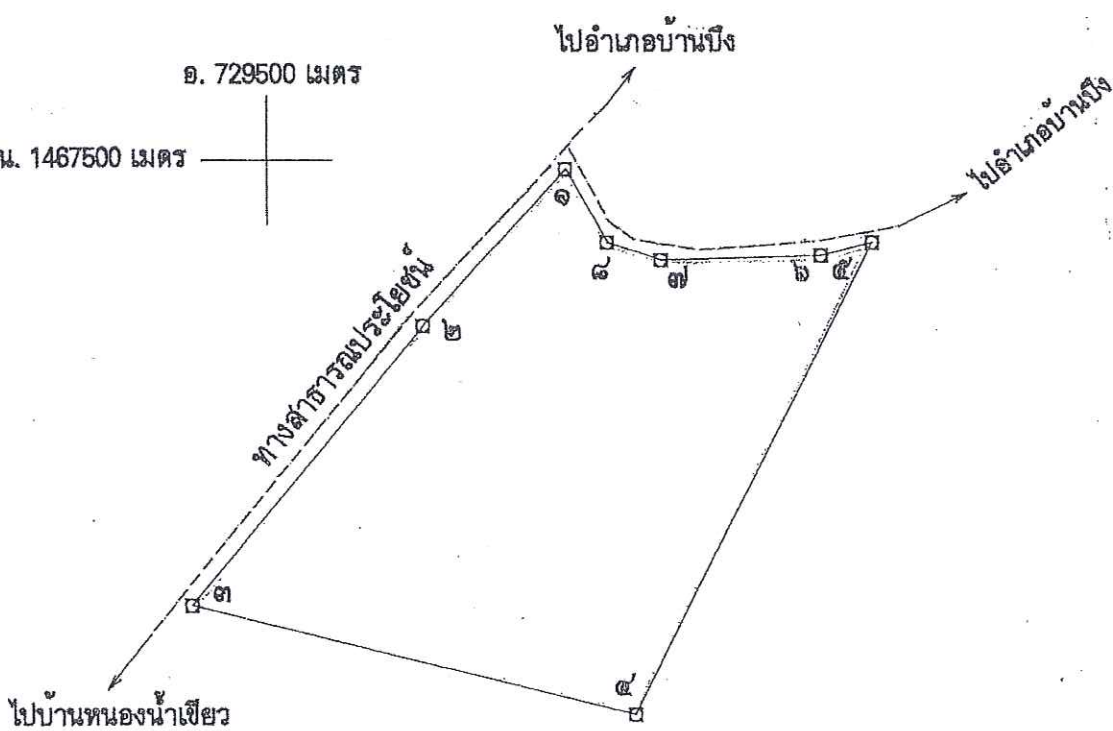 ไปอำเภอบ้านบึง
อ. 729500 เมตร
น. 1467500 เมตร
ไปอำเภอบ้านบึง
๑
๘
๗
๖
๕
ทางสาธารณประโยชน์
๒
๓
๔
ไปบ้านหนองน้ำเขียว